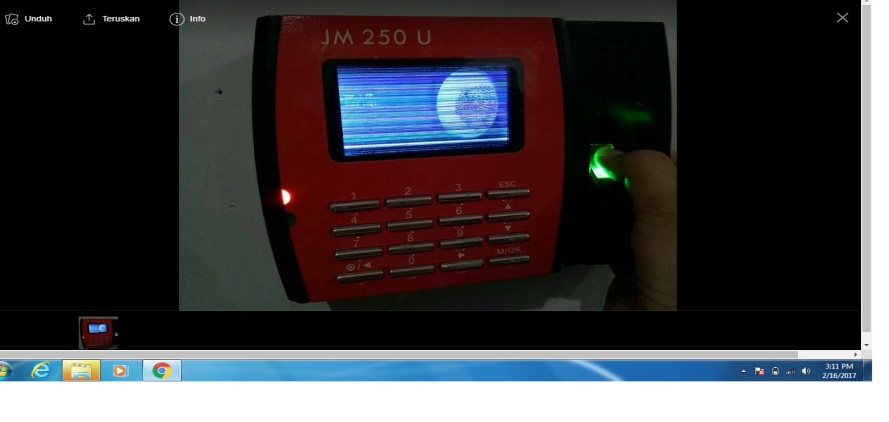 Unduh
Teruskan
Info
JM 250 U
1 2 3 ESC
4 5 6
7 8 9
0 M/OK
3:11 PM
2/16/2017